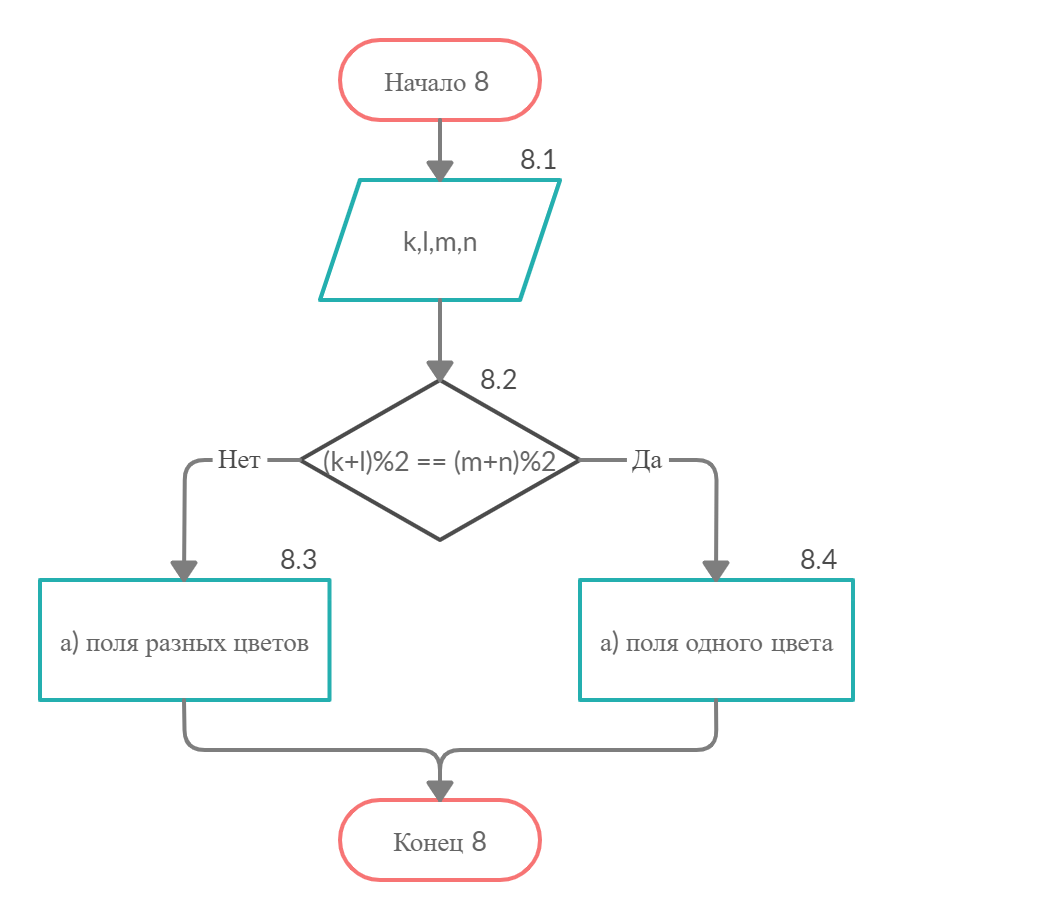 Начало 8
8.1
k,l,m,n
8.2
(k+l)%2 == (m+n)%2
Нет
Да
8.3
8.4
а) поля разных цветов
а) поля одного цвета
Конец 8